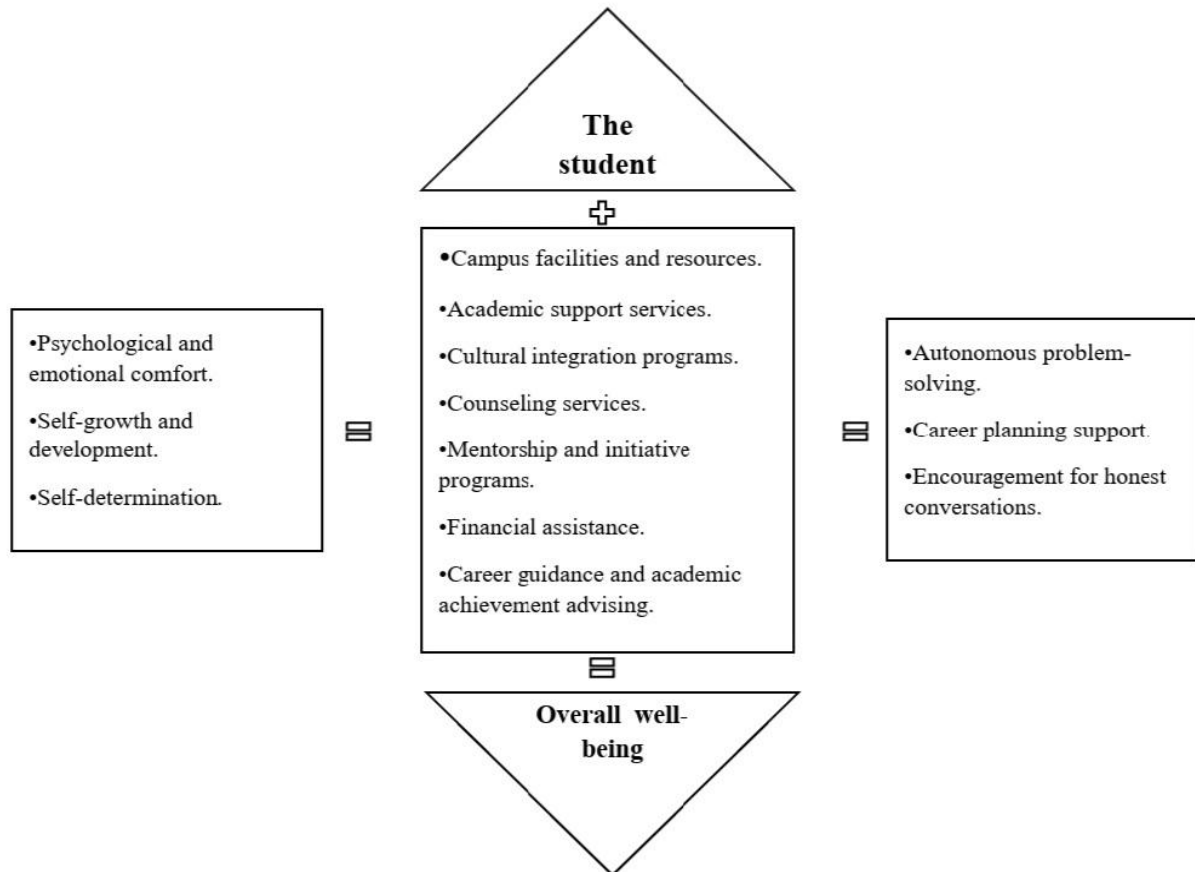 The
student
•Campus facilities and resources.
•Academic support services.
•Cultural integration programs.
•Counseling services.
•Mentorship and initiative
programs.
•Financial assistance.
•Career guidance and academic
achievement advising.
•Psychological and
emotional comfort.
•Self-growth and
development.
•Self-determination.
•Autonomous problem-
solving.
•Career planning support.
•Encouragement for honest
conversations.
Overall well-
being